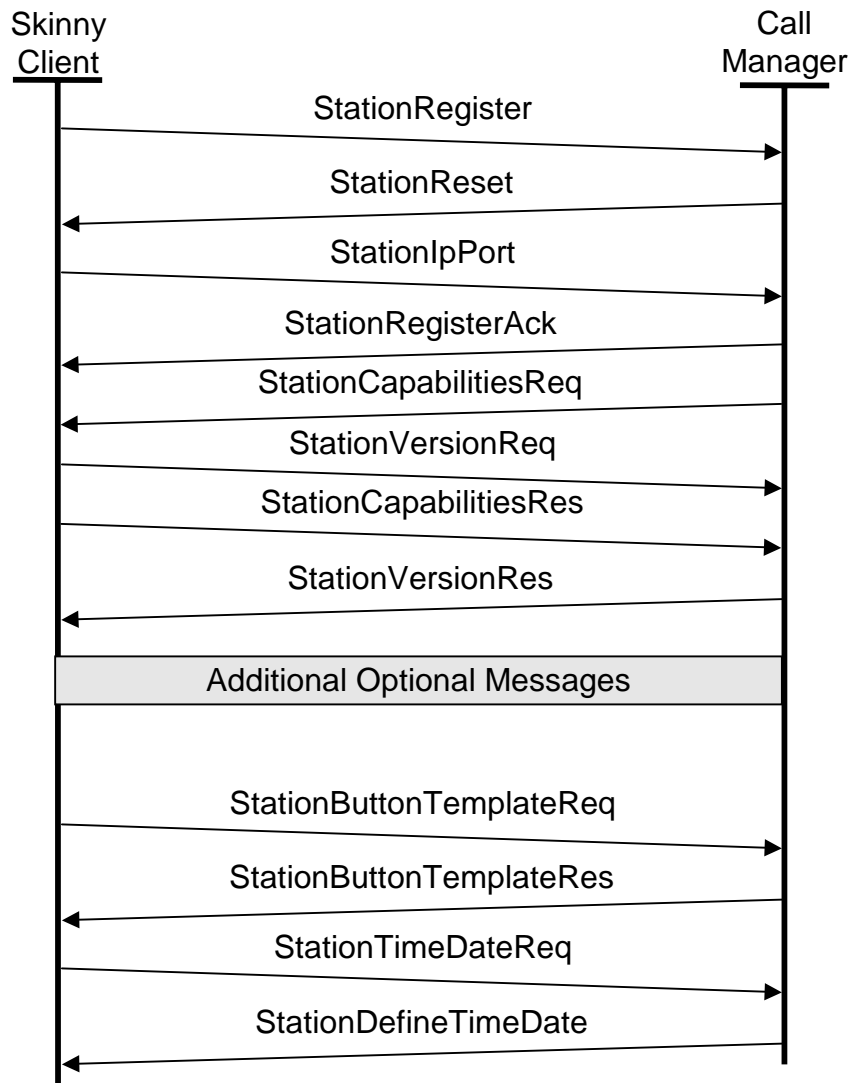 Skinny
Client
Call
Manager
StationRegister
StationReset
StationIpPort
StationRegisterAck
StationCapabilitiesReq
StationVersionReq
StationCapabilitiesRes
StationVersionRes
Additional Optional Messages
StationButtonTemplateReq
StationButtonTemplateRes
StationTimeDateReq
StationDefineTimeDate